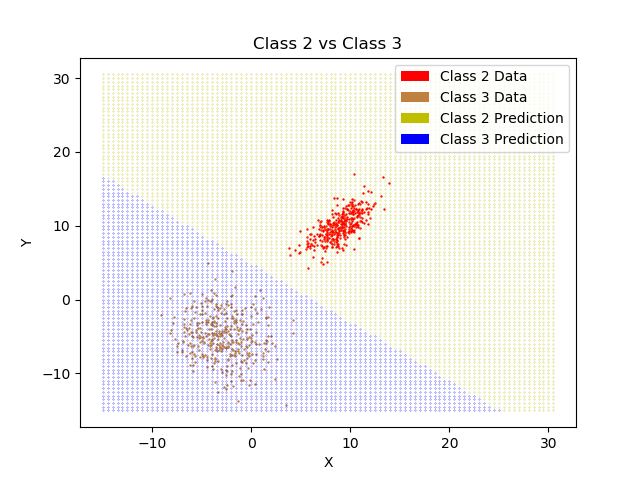 Class 2 vs Class 3
Class 2 Data
Class 3 Data
Class 2 Prediction
Class 3 Prediction
30
20
10
0
−10
Y
−10
0
10
20
30
X